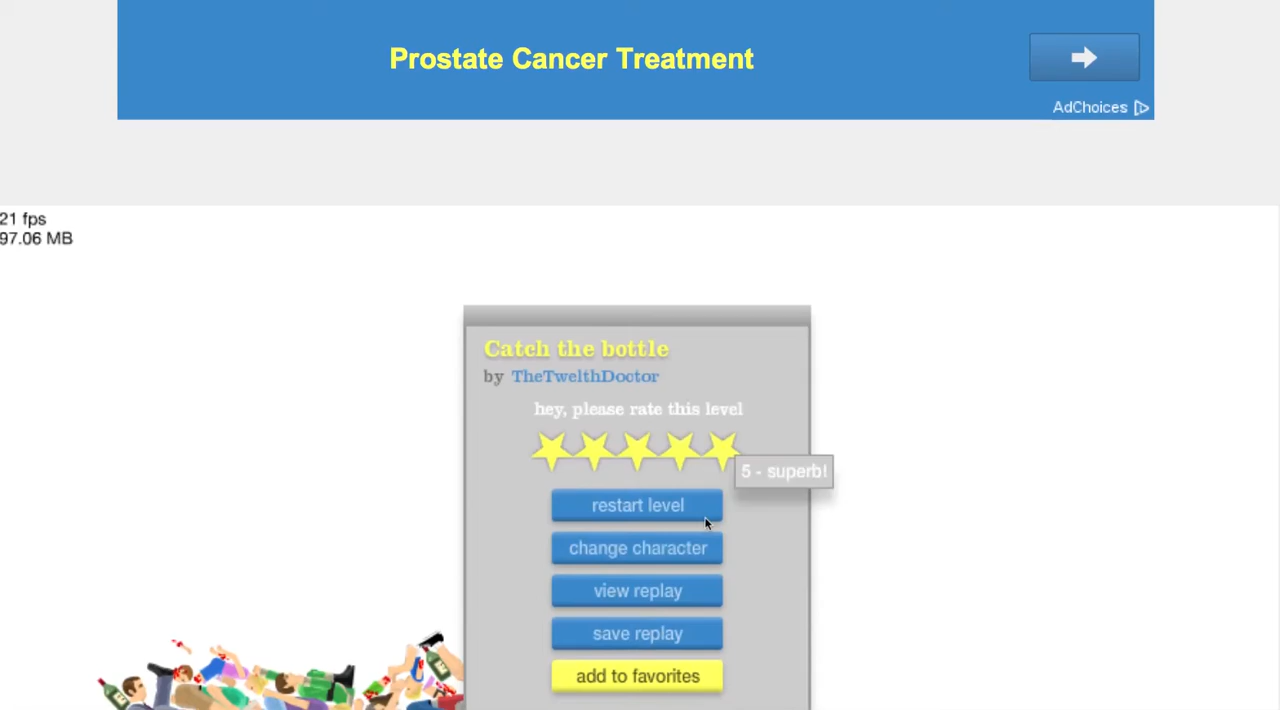 Prostate Cancer Treatment
AdChoices
21 fps
97.06 MB
Catch the bottle
by TheTwelthDoctor
hey, please rate this level
5 - superb!
restart level
change character
view replay
save replay
add to favorites